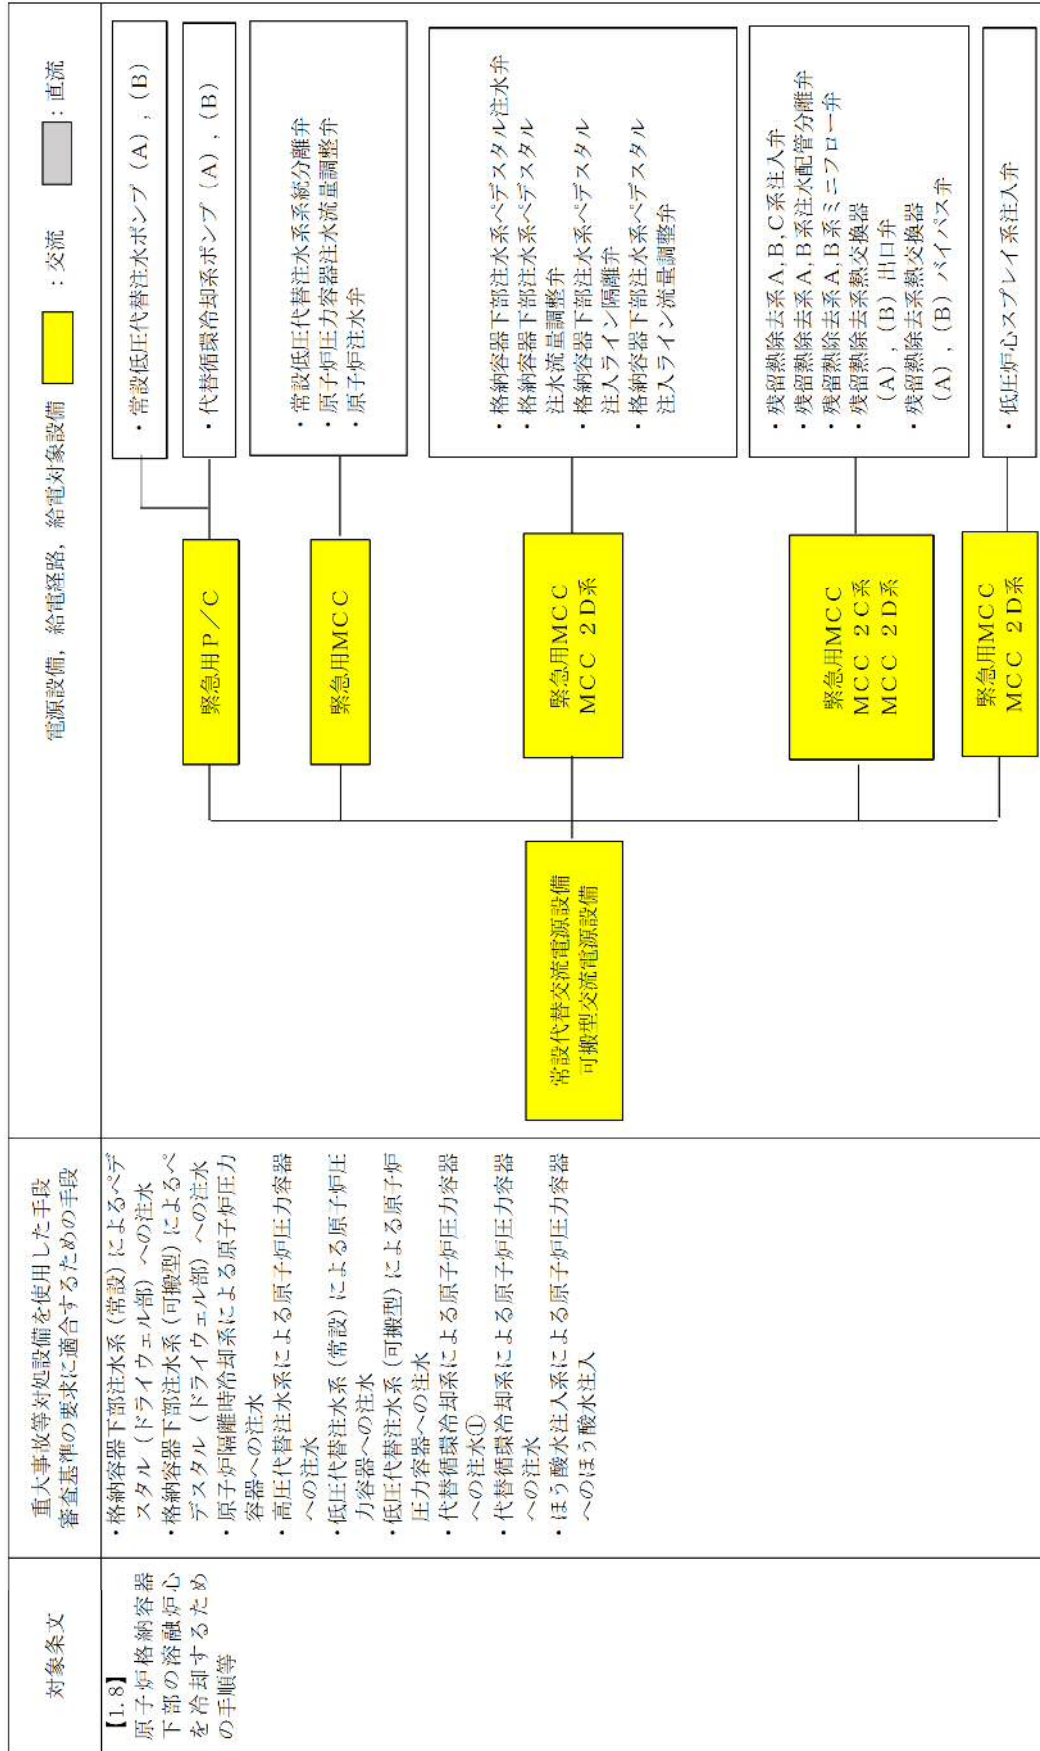 対象条文
重大事故等対処設備を使用した手段
審査基準の要求に適合するための手段
電源設備，給電経路，給電対象設備
：交流
：直流
【1.8】
原子炉格納容器
下部の溶融炉心
を冷却するため
の手順等
・格納容器下部注水系（常設）によるペデ
スタル（ドライウェル部）への注水
・格納容器下部注水系（可搬型）によるペ
デスタル（ドライウェル部）への注水
・原子炉隔離時冷却系による原子炉圧力
容器への注水
・高圧代替注水系による原子炉圧力容器
への注水
・低圧代替注水系（常設）による原子炉圧
力容器への注水
・低圧代替注水系（可搬型）による原子炉
圧力容器への注水
・代替循環冷却系による原子炉圧力容器
への注水①
・代替循環冷却系による原子炉圧力容器
への注水
・ほう酸水注入系による原子炉圧力容器
へのほう酸水注入
常設代替交流電源設備
可搬型交流電源設備
緊急用Ｐ／Ｃ
・常設低圧代替注水ポンプ（A），（B）
・代替循環冷却系ポンプ（A），（B）
緊急用MCC
・常設低圧代替注水系系統分離弁
・原子炉圧力容器注水流量調整弁
・原子炉注水弁
緊急用MCC
MCC 2D系
・格納容器下部注水系ペデスタル注水弁
・格納容器下部注水系ペデスタル
注水流量調整弁
・格納容器下部注水系ペデスタル
注入ライン隔離弁
・格納容器下部注水系ペデスタル
注入ライン流量調整弁
緊急用MCC
MCC 2C系
MCC 2D系
・残留熱除去系A,B,C系注入弁
・残留熱除去系A,B系注水配管分離弁
・残留熱除去系A,B系ミニフロー弁
・残留熱除去系熱交換器
（A），（B）出口弁
・残留熱除去系熱交換器
（A），（B）バイパス弁
緊急用MCC
MCC 2D系
・低圧炉心スプレイ系注入弁